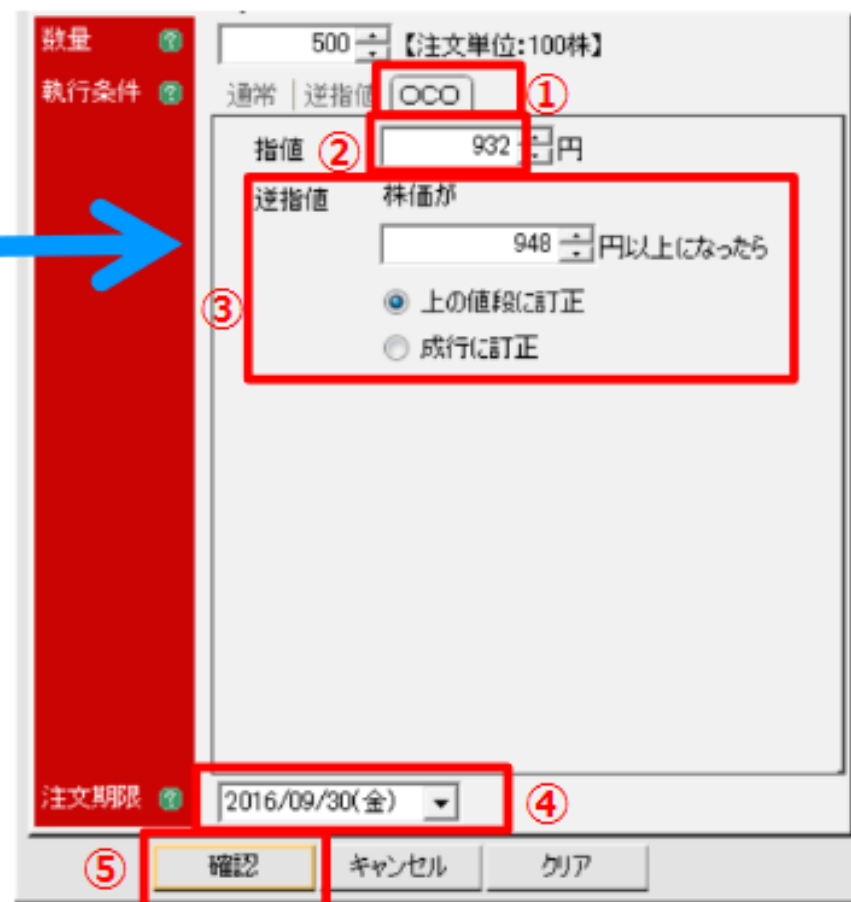 数量 ? 500 【注文単位:100株】
執行条件 ? 通常 逆指値 OCO ①
指値 ② 932 円
逆指値 株価が
948 円以上になったら
③ 上の値段に訂正
成行に訂正
注文期限 ? 2016/09/30(金) ④
⑤ 確認 キャンセル クリア